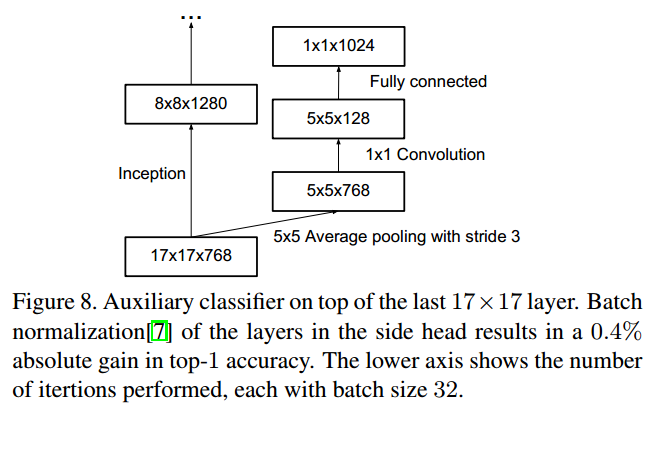 ...
1x1x1024
Fully connected
8x8x1280
5x5x128
1x1 Convolution
Inception
5x5x768
5x5 Average pooling with stride 3
17x17x768
Figure 8. Auxiliary classifier on top of the last 17×17 layer. Batch
normalization[7] of the layers in the side head results in a 0.4%
absolute gain in top-1 accuracy. The lower axis shows the number
of itertions performed, each with batch size 32.